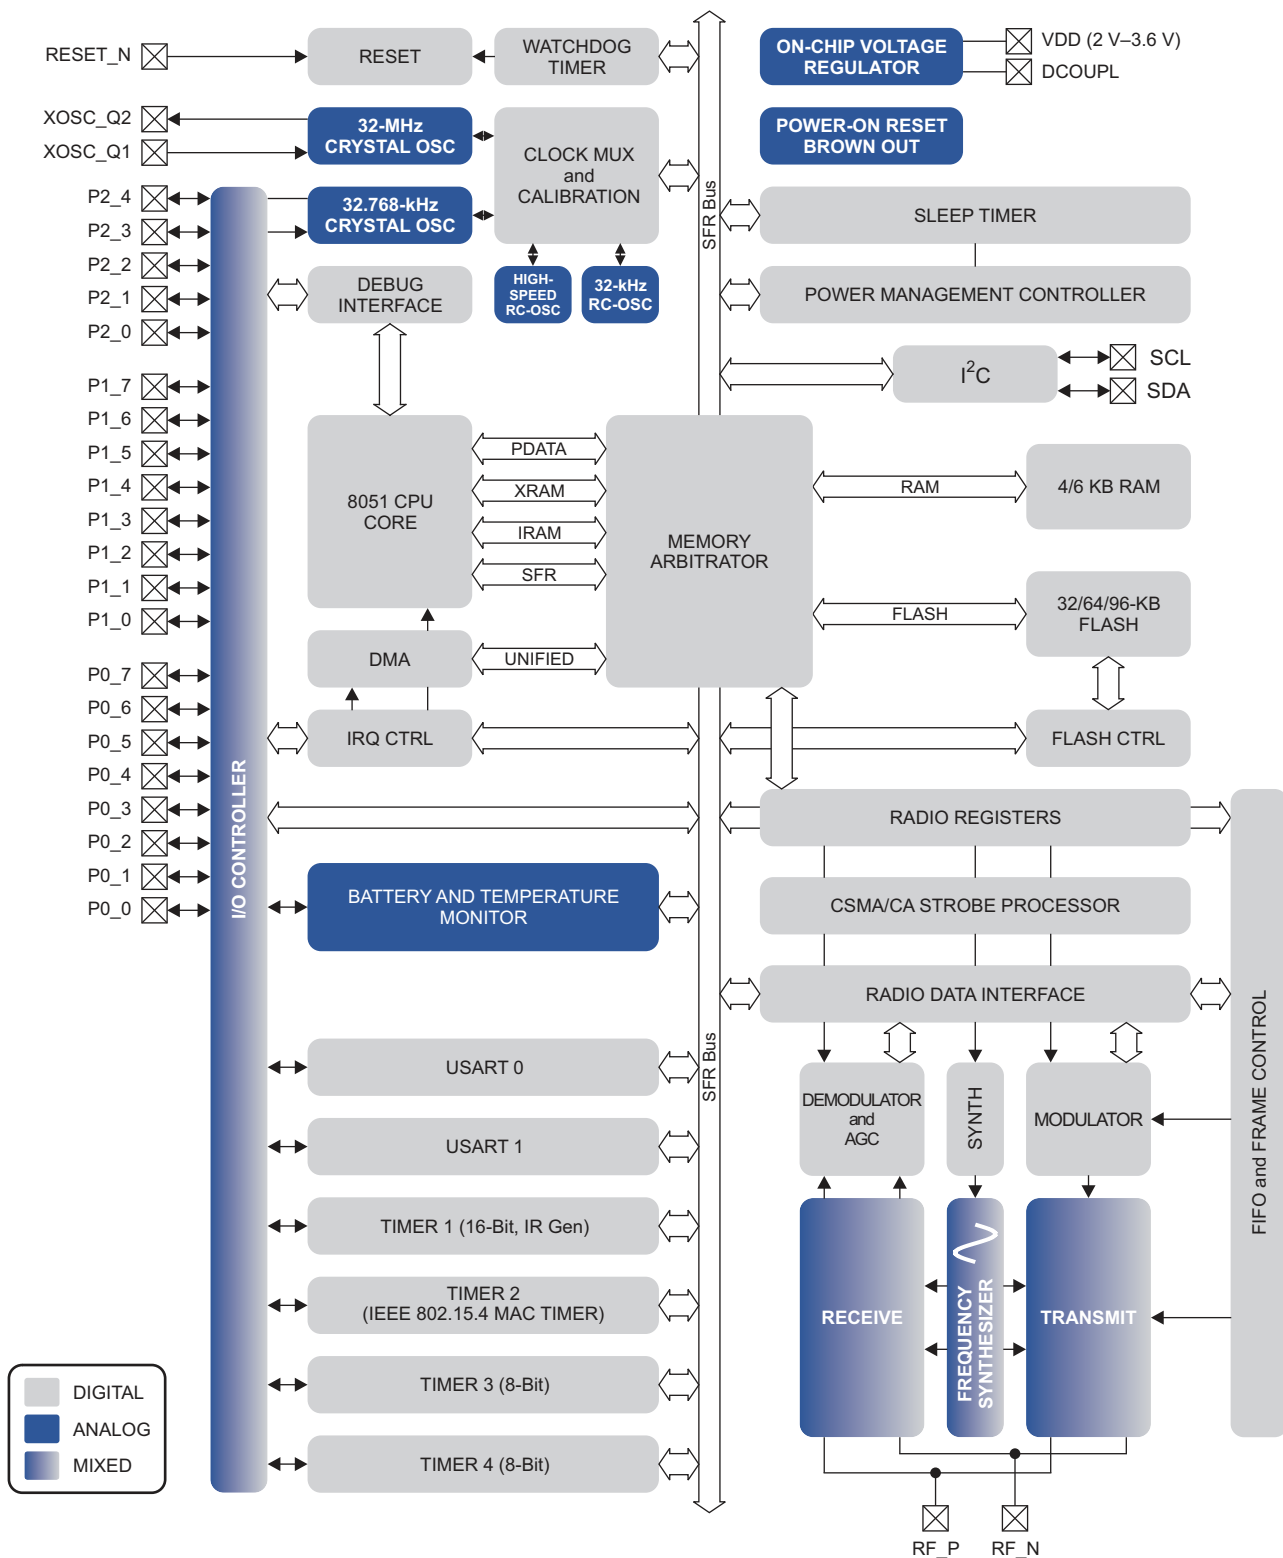 RESET_N
RESET
WATCHDOG
TIMER
ON-CHIP VOLTAGE
REGULATOR
VDD (2 V–3.6 V)
DCOUPL
XOSC_Q2
XOSC_Q1
32-MHz
CRYSTAL OSC
CLOCK MUX
and
CALIBRATION
POWER-ON RESET
BROWN OUT
P2_4
P2_3
P2_2
P2_1
P2_0
32.768-kHz
CRYSTAL OSC
SFR Bus
SLEEP TIMER
DEBUG
INTERFACE
HIGH-
SPEED
RC-OSC
32-kHz
RC-OSC
POWER MANAGEMENT CONTROLLER
I2C
SCL
SDA
P1_7
P1_6
P1_5
P1_4
P1_3
P1_2
P1_1
P1_0
8051 CPU
CORE
PDATA
XRAM
IRAM
SFR
MEMORY
ARBITRATOR
RAM
4/6 KB RAM
FLASH
32/64/96-KB
FLASH
DMA
UNIFIED
P0_7
P0_6
P0_5
P0_4
P0_3
P0_2
P0_1
P0_0
IRQ CTRL
FLASH CTRL
I/O CONTROLLER
RADIO REGISTERS
BATTERY AND TEMPERATURE
MONITOR
CSMA/CA STROBE PROCESSOR
RADIO DATA INTERFACE
FIFO and FRAME CONTROL
SFR Bus
USART 0
USART 1
TIMER 1 (16-Bit, IR Gen)
TIMER 2
(IEEE 802.15.4 MAC TIMER)
TIMER 3 (8-Bit)
TIMER 4 (8-Bit)
DEMODULATOR
and
AGC
SYNTH
MODULATOR
RECEIVE
FREQUENCY
SYNTHESIZER
TRANSMIT
DIGITAL
ANALOG
MIXED
RF_P
RF_N